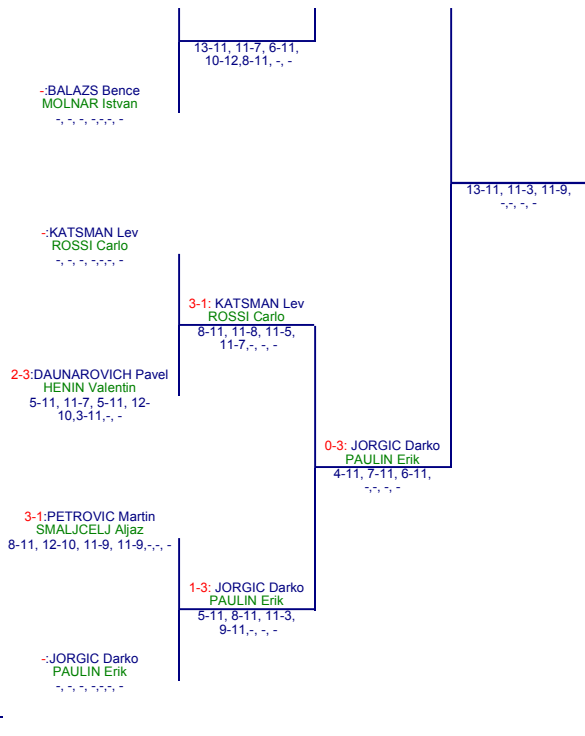 13-11, 11-7, 6-11,
10-12,8-11, -, -
-:BALAZS Bence
MOLNAR Istvan
-, -, -, -,-,-, -
13-11, 11-3, 11-9,
-,-, -, -
-:KATSMAN Lev
ROSSI Carlo
-, -, -, -,-,-, -
3-1: KATSMAN Lev
ROSSI Carlo
8-11, 11-8, 11-5,
11-7,-, -, -
2-3:DAUNAROVICH Pavel
HENIN Valentin
5-11, 11-7, 5-11, 12-
10,3-11,-, -
0-3: JORGIC Darko
PAULIN Erik
4-11, 7-11, 6-11,
-,-, -, -
3-1:PETROVIC Martin
SMALJCELJ Aljaz
8-11, 12-10, 11-9, 11-9,-,-, -
1-3: JORGIC Darko
PAULIN Erik
5-11, 8-11, 11-3,
9-11,-, -, -
-:JORGIC Darko
PAULIN Erik
-, -, -, -,-,-, -